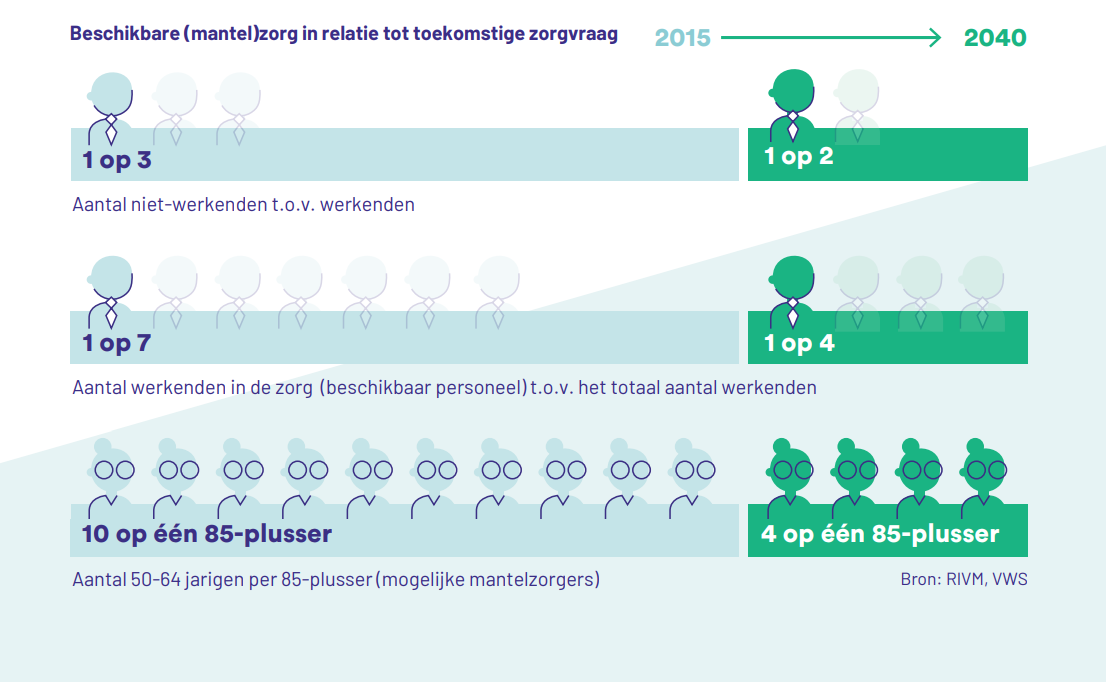 Beschikbare (mantel)zorg in relatie tot toekomstige zorgvraag
2015 2040
1 op 3
1 op 2
Aantal niet-werkenden t.o.v. werkenden
1 op 7
1 op 4
Aantal werkenden in de zorg (beschikbaar personeel) t.o.v. het totaal aantal werkenden
10 op één 85-plusser
4 op één 85-plusser
Aantal 50-64 jarigen per 85-plusser (mogelijke mantelzorgers)
Bron: RIVM, VWS